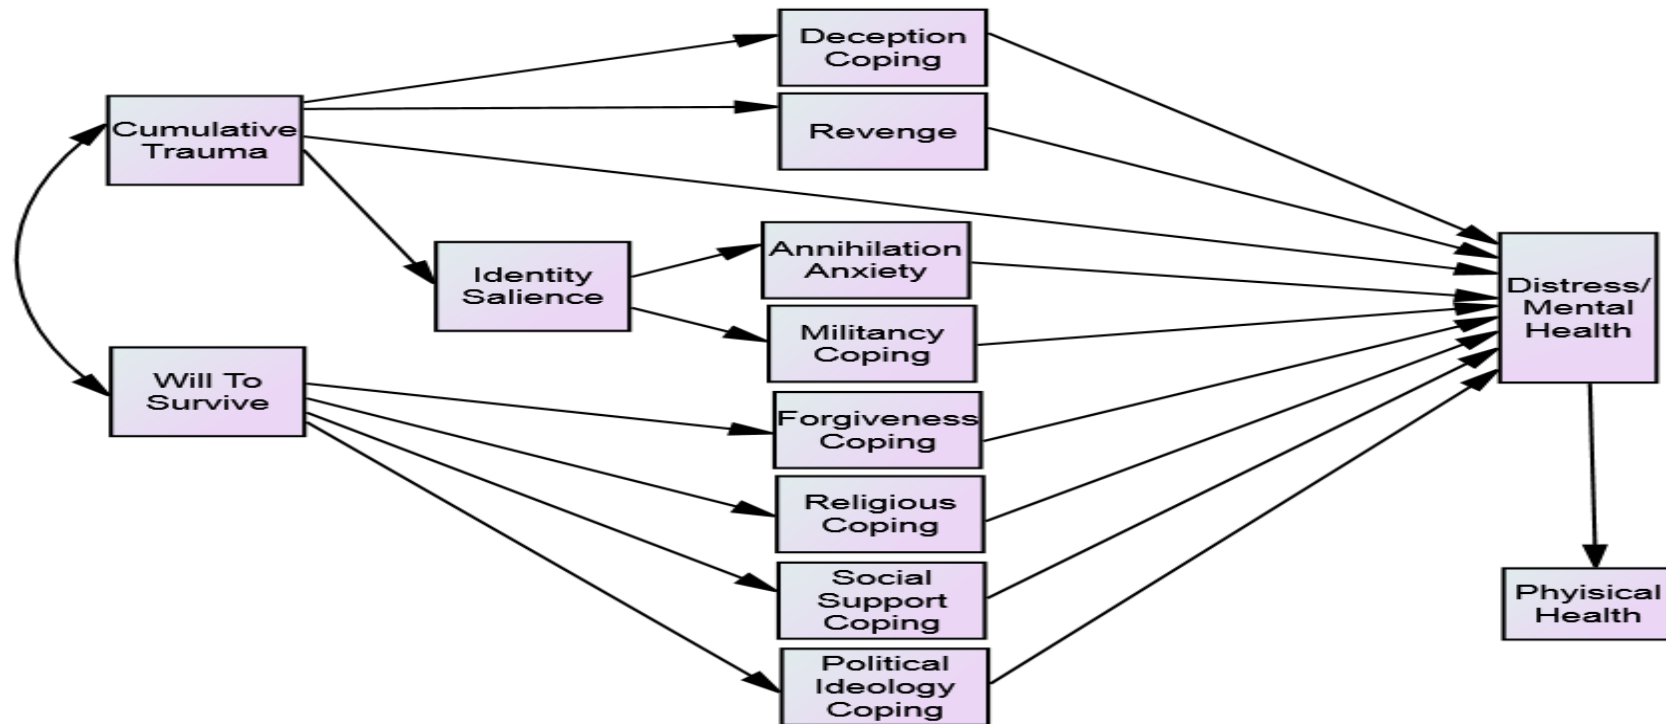 Deception
Coping
Cumulative
Trauma
Revenge
Identity
Salience
Annihilation
Anxiety
Distress/
Mental
Health
Militancy
Coping
Will To
Survive
Forgiveness
Coping
Religious
Coping
Social
Support
Coping
Phyisical
Health
Political
Ideology
Coping